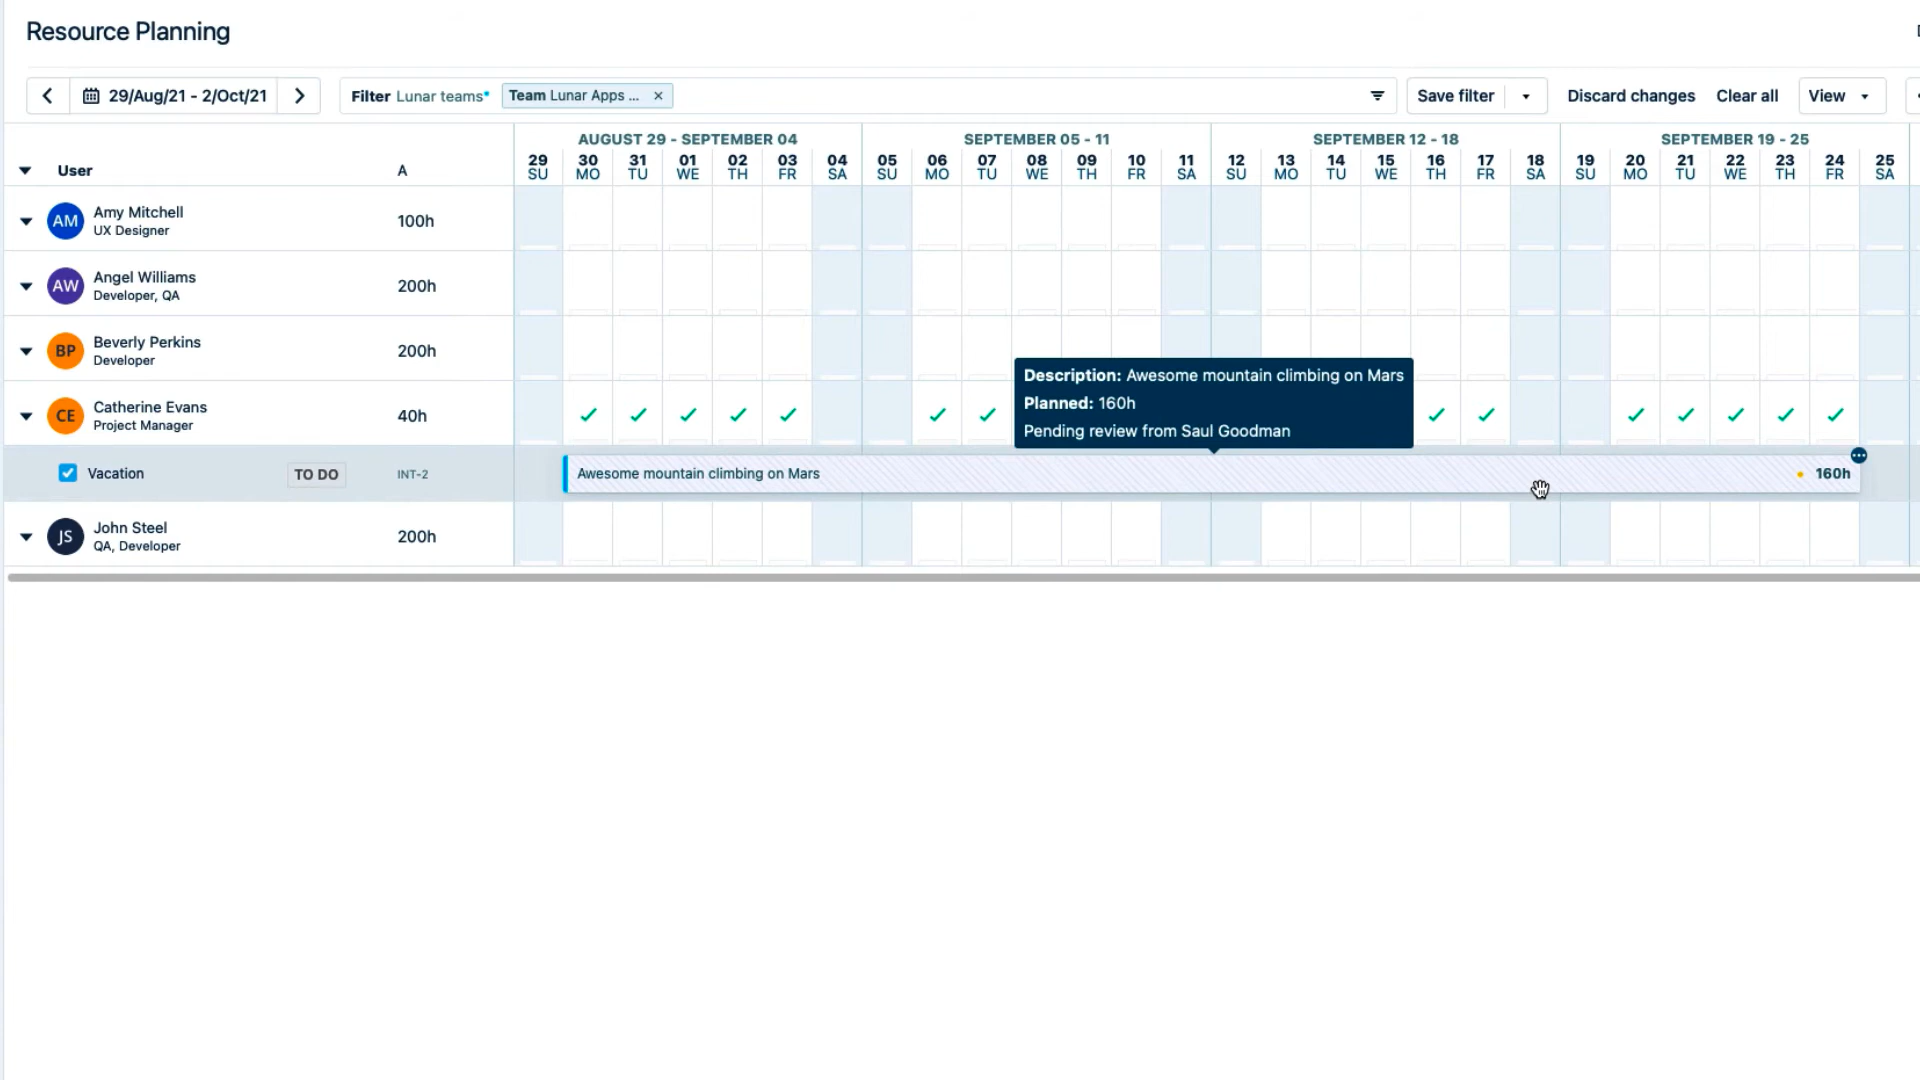 Resource Planning
29/Aug/21 - 2/Oct/21
Filter Lunar teams*
Team Lunar Apps ... ×
Save filter
Discard changes
Clear all
View
User
A
AUGUST 29 - SEPTEMBER 04
SEPTEMBER 05 - 11
SEPTEMBER 12 - 18
SEPTEMBER 19 - 25
29 30 31 01 02 03 04 05 06 07 08 09 10 11 12 13 14 15 16 17 18 19 20 21 22 23 24 25
SU MO TU WE TH FR SA SU MO TU WE TH FR SA SU MO TU WE TH FR SA SU MO TU WE TH FR SA
AM
Amy Mitchell
UX Designer
100h
AW
Angel Williams
Developer, QA
200h
BP
Beverly Perkins
Developer
200h
CE
Catherine Evans
Project Manager
40h
Description: Awesome mountain climbing on Mars
Planned: 160h
Pending review from Saul Goodman
Vacation
TO DO
INT-2
Awesome mountain climbing on Mars
160h
JS
John Steel
QA, Developer
200h